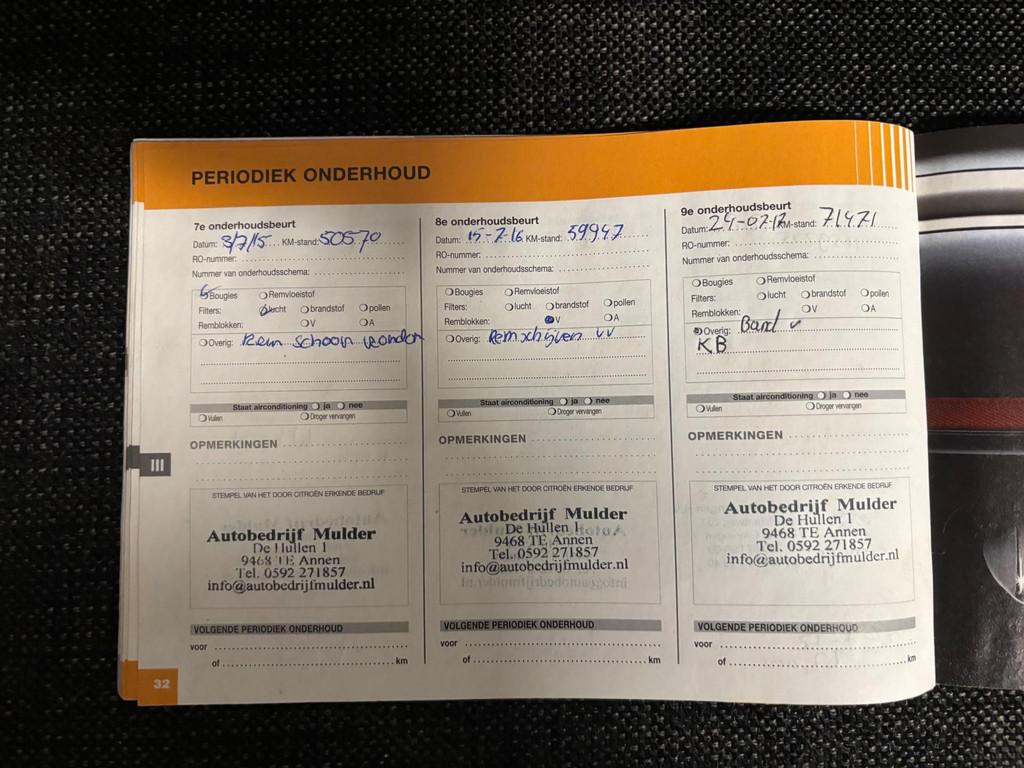 PERIODIEK ONDERHOUD
7e onderhoudsbeurt
Datum: 3/7/15 KM-stand: 50570
RO-nummer:
Nummer van onderhoudsschema:
Bougies Remvloeistof
Filters: lucht brandstof pollen
Remblokken: V A
Overig: Rem schoon ronden
Staat airconditioning ja nee
Vullen Droger vervangen
OPMERKINGEN
STEMPEL VAN HET DOOR CITROËN ERKENDE BEDRIJF
Autobedrijf Mulder
De Hullen 1
9468 TE Annen
Tel. 0592 271857
info@autobedrijfmulder.nl
VOLGENDE PERIODIEK ONDERHOUD
voor
of km
8e onderhoudsbeurt
Datum: 15-7-16 KM-stand: 59947
RO-nummer:
Nummer van onderhoudsschema:
Bougies Remvloeistof
Filters: lucht brandstof pollen
Remblokken: V A
Overig: Remschijven VV
Staat airconditioning ja nee
Vullen Droger vervangen
OPMERKINGEN
STEMPEL VAN HET DOOR CITROËN ERKENDE BEDRIJF
Autobedrijf Mulder
De Hullen 1
9468 TE Annen
Tel. 0592 271857
info@autobedrijfmulder.nl
VOLGENDE PERIODIEK ONDERHOUD
voor
of km
9e onderhoudsbeurt
Datum: 24-07-17 KM-stand: 71471
RO-nummer:
Nummer van onderhoudsschema:
Bougies Remvloeistof
Filters: lucht brandstof pollen
Remblokken: V A
Overig: Band v
KB
Staat airconditioning ja nee
Vullen Droger vervangen
OPMERKINGEN
STEMPEL VAN HET DOOR CITROËN ERKENDE BEDRIJF
Autobedrijf Mulder
De Hullen 1
9468 TE Annen
Tel. 0592 271857
info@autobedrijfmulder.nl
VOLGENDE PERIODIEK ONDERHOUD
voor
of km
III
32